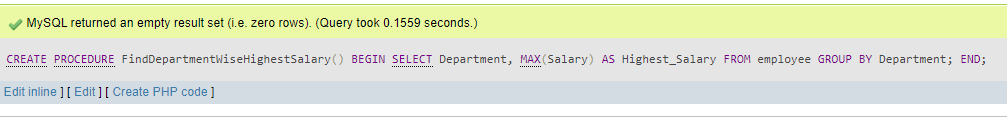 MySQL returned an empty result set (i.e. zero rows). (Query took 0.1559 seconds.)
CREATE PROCEDURE FindDepartmentWiseHighestSalary() BEGIN SELECT Department, MAX(Salary) AS Highest_Salary FROM employee GROUP BY Department; END;
Edit inline ] [ Edit ] [ Create PHP code ]